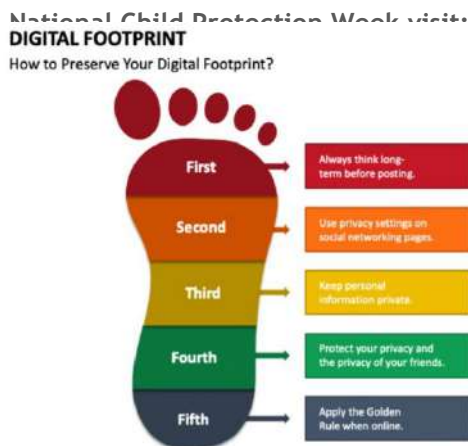 National Child Protection Week visit:
DIGITAL FOOTPRINT
How to Preserve Your Digital Footprint?
First
Always think long-
term before posting.
Second
Use privacy settings on
social networking pages.
Third
Keep personal
information private.
Fourth
Protect your privacy and
the privacy of your friends.
Fifth
Apply the Golden
Rule when online.